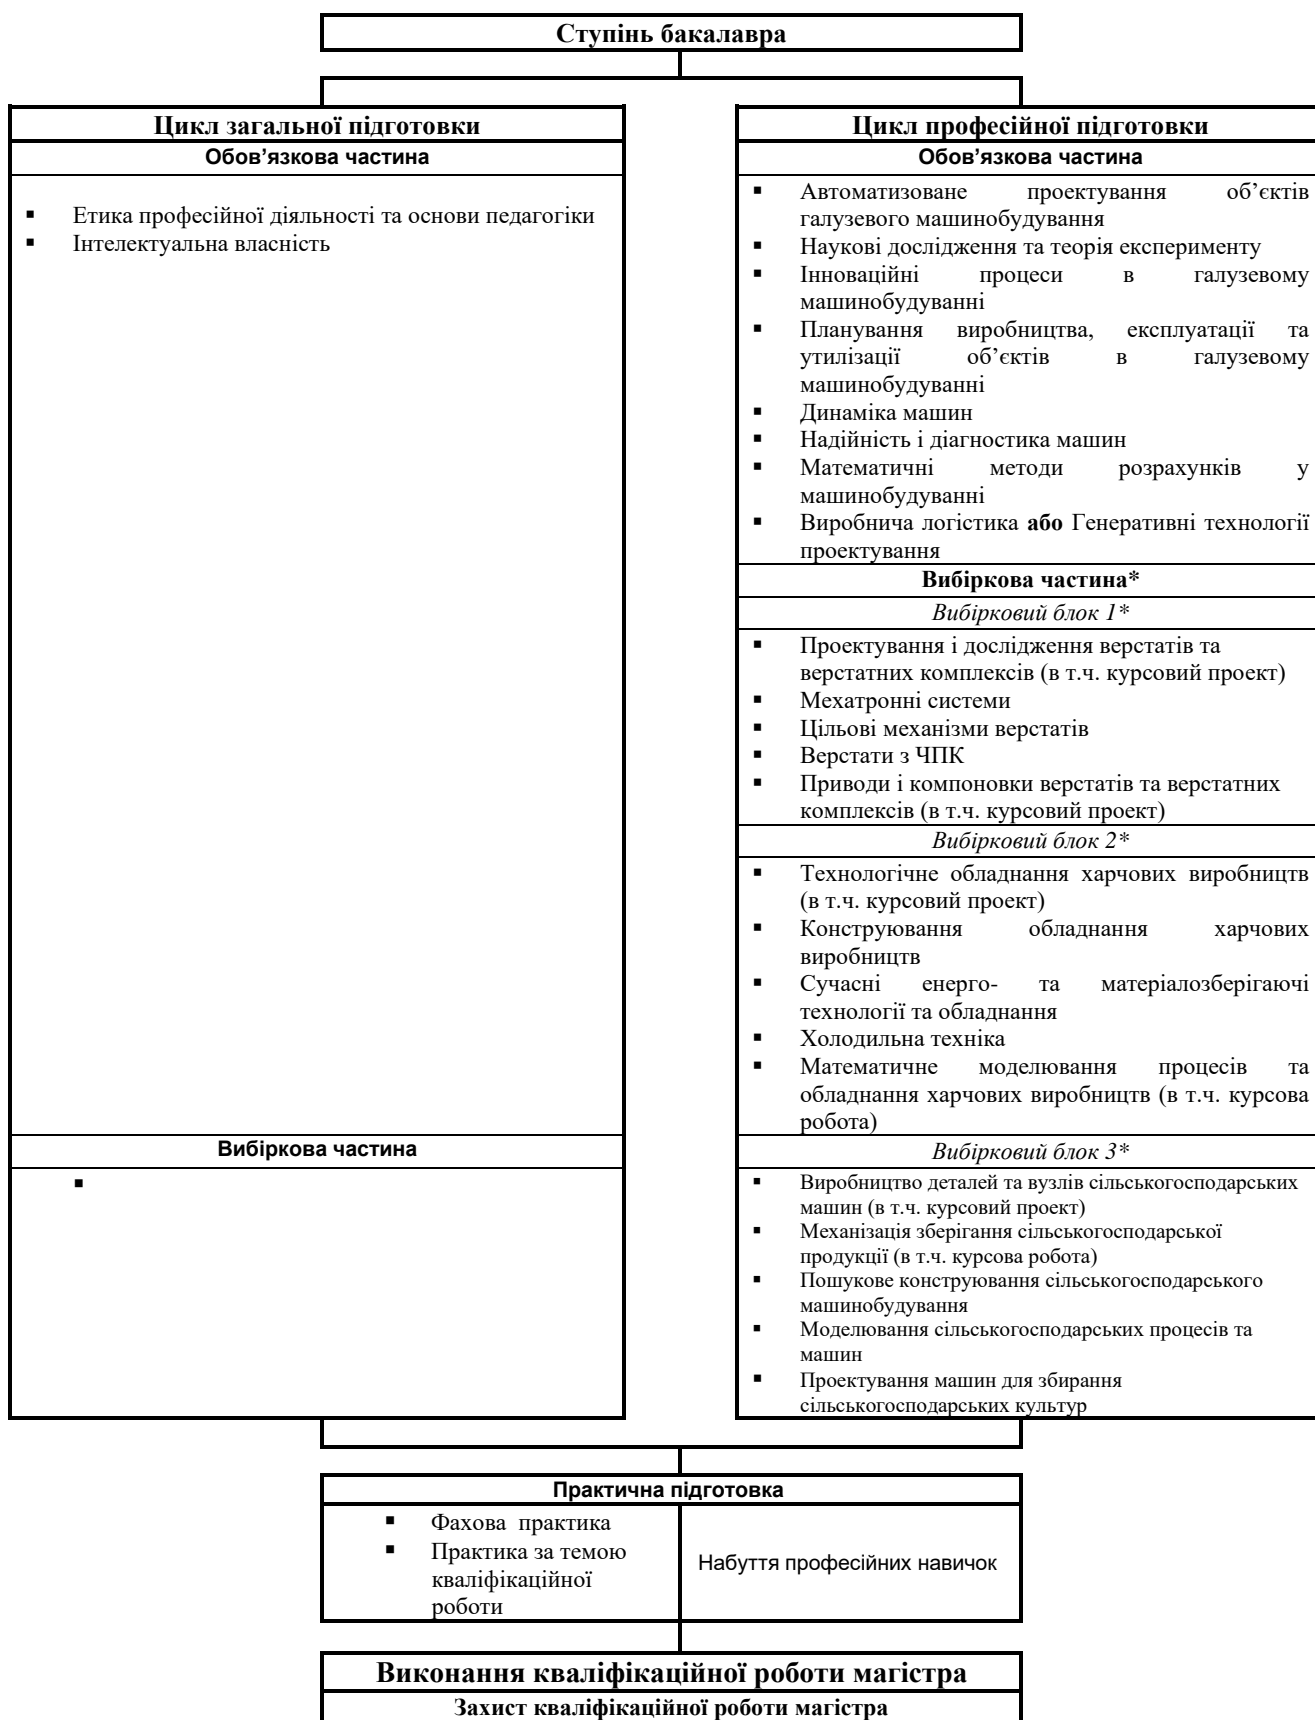 Ступінь бакалавра
Цикл загальної підготовки
Обов’язкова частина
▪ Етика професійної діяльності та основи педагогіки
▪ Інтелектуальна власність
Вибіркова частина
▪
Цикл професійної підготовки
Обов’язкова частина
▪ Автоматизоване проектування об’єктів
галузевого машинобудування
▪ Наукові дослідження та теорія експерименту
▪ Інноваційні процеси в галузевому
машинобудуванні
▪ Планування виробництва, експлуатації та
утилізації об’єктів в галузевому
машинобудуванні
▪ Динаміка машин
▪ Надійність і діагностика машин
▪ Математичні методи розрахунків у
машинобудуванні
▪ Виробнича логістика або Генеративні технології
проектування
Вибіркова частина*
Вибірковий блок 1*
▪ Проектування і дослідження верстатів та
верстатних комплексів (в т.ч. курсовий проект)
▪ Мехатронні системи
▪ Цільові механізми верстатів
▪ Верстати з ЧПК
▪ Приводи і компоновки верстатів та верстатних
комплексів (в т.ч. курсовий проект)
Вибірковий блок 2*
▪ Технологічне обладнання харчових виробництв
(в т.ч. курсовий проект)
▪ Конструювання обладнання харчових
виробництв
▪ Сучасні енерго- та матеріалозберігаючі
технології та обладнання
▪ Холодильна техніка
▪ Математичне моделювання процесів та
обладнання харчових виробництв (в т.ч. курсова
робота)
Вибірковий блок 3*
▪ Виробництво деталей та вузлів сільськогосподарських
машин (в т.ч. курсовий проект)
▪ Механізація зберігання сільськогосподарської
продукції (в т.ч. курсова робота)
▪ Пошукове конструювання сільськогосподарського
машинобудування
▪ Моделювання сільськогосподарських процесів та
машин
▪ Проектування машин для збирання
сільськогосподарських культур
Практична підготовка
▪ Фахова практика
▪ Практика за темою
кваліфікаційної
роботи
Набуття професійних навичок
Виконання кваліфікаційної роботи магістра
Захист кваліфікаційної роботи магістра